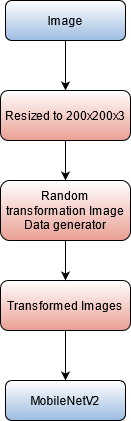 Image
Resized to 200x200x3
Random
transformation Image
Data generator
Transformed Images
MobileNetV2